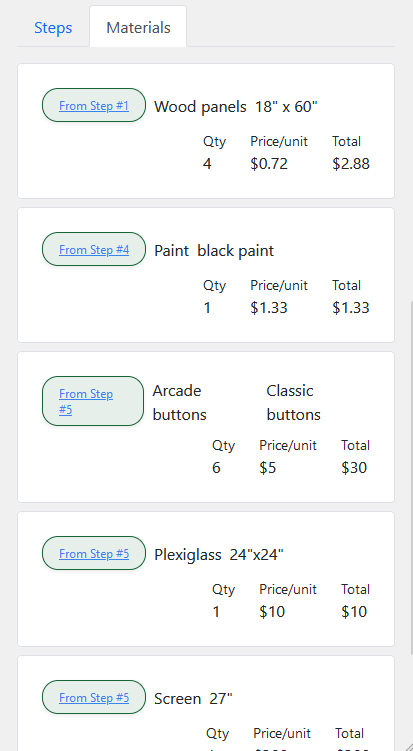 Steps Materials
From Step #1 Wood panels 18" x 60"
Qty Price/unit Total
4 $0.72 $2.88
From Step #4 Paint black paint
Qty Price/unit Total
1 $1.33 $1.33
From Step Arcade Classic
#5 buttons buttons
Qty Price/unit Total
6 $5 $30
From Step #5 Plexiglass 24"x24"
Qty Price/unit Total
1 $10 $10
From Step #5 Screen 27"
Qty Price/unit Total